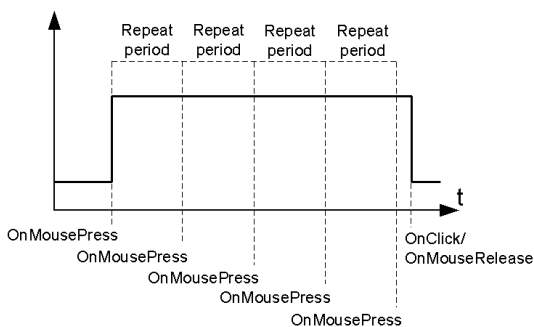 Repeat Repeat Repeat Repeat
period period period period
t
OnMousePress
OnMousePress
OnMousePress
OnMousePress
OnMousePress
OnClick/
OnMouseRelease